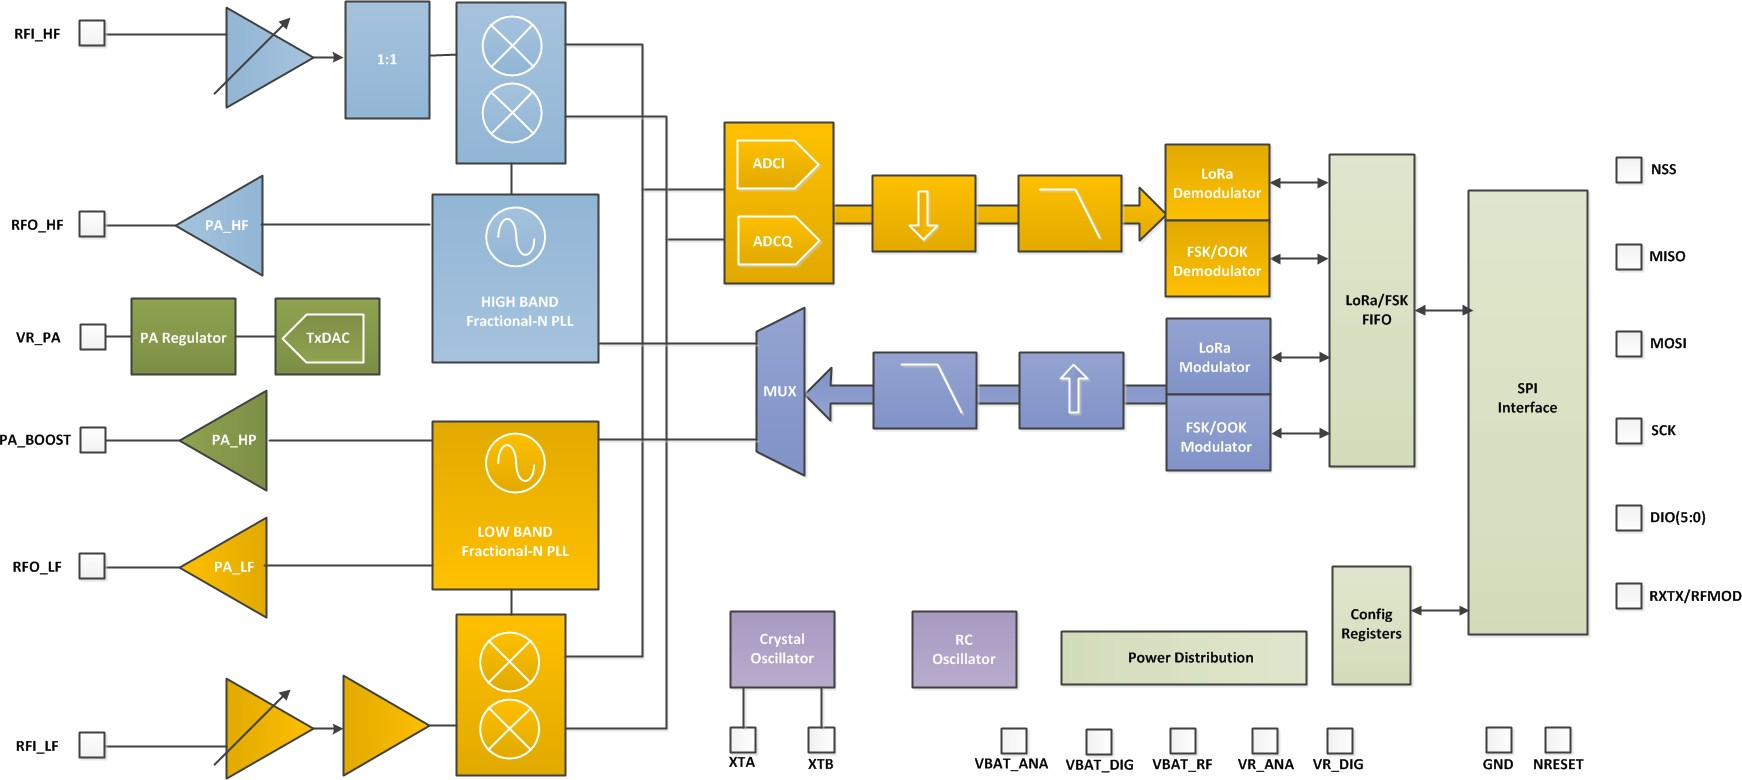 RFI_HF
1:1
RFO_HF
PA_HF
HIGH BAND
Fractional-N PLL
VR_PA
PA Regulator
TxDAC
PA_BOOST
PA_HP
LOW BAND
Fractional-N PLL
RFO_LF
PA_LF
RFI_LF
ADCI
ADCQ
MUX
LoRa
Demodulator
FSK/OOK
Demodulator
LoRa
Modulator
FSK/OOK
Modulator
LoRa/FSK
FIFO
SPI
Interface
Config
Registers
Crystal
Oscillator
RC
Oscillator
Power Distribution
XTA
XTB
VBAT_ANA
VBAT_DIG
VBAT_RF
VR_ANA
VR_DIG
GND
NRESET
NSS
MISO
MOSI
SCK
DIO(5:0)
RXTX/RFMOD